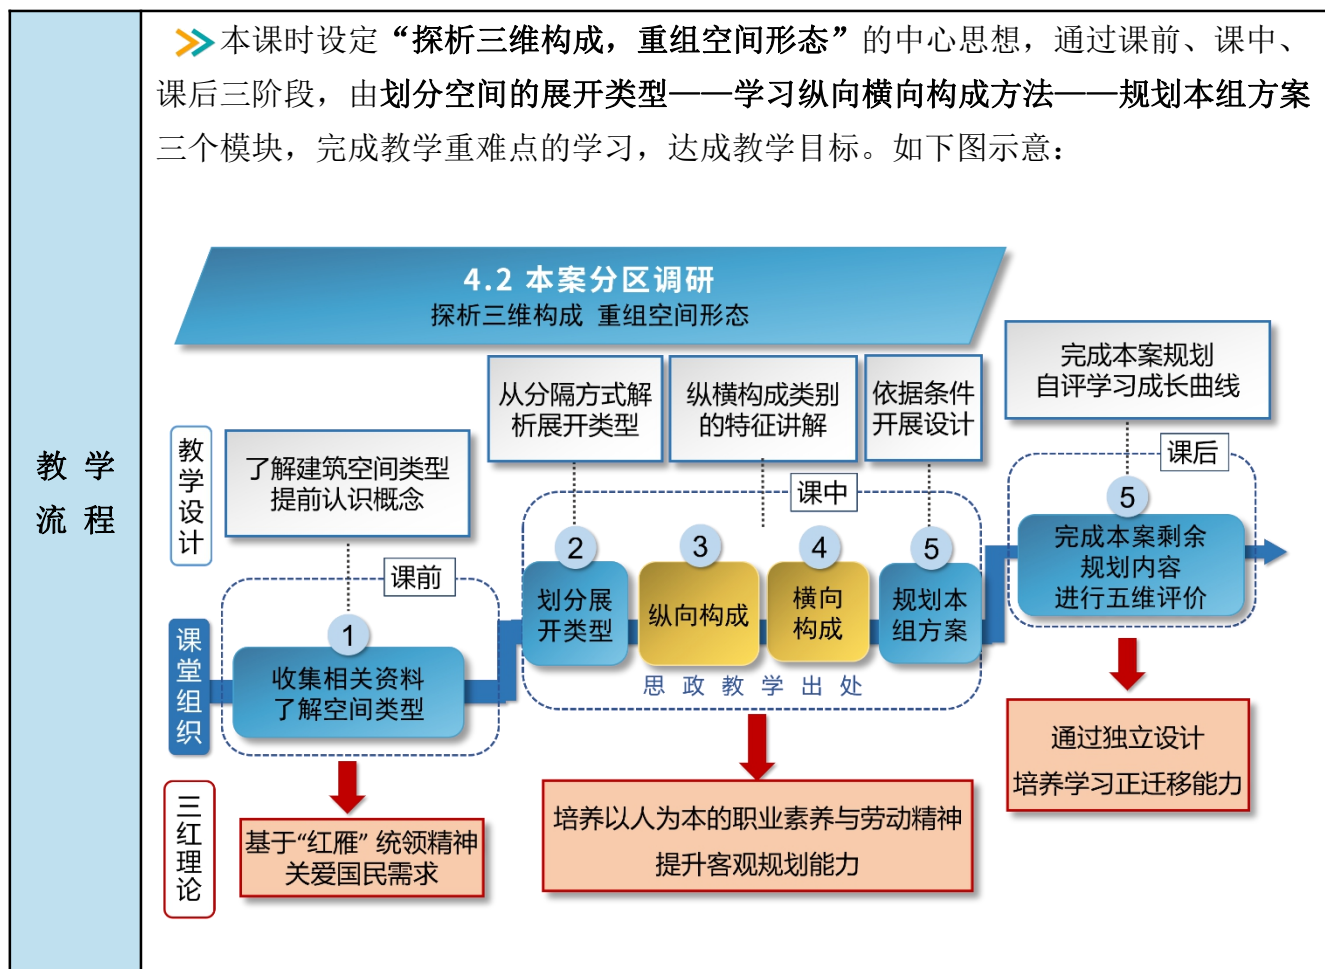 教 学
流 程
本课时设定“探析三维构成，重组空间形态”的中心思想，通过课前、课中、
课后三阶段，由划分空间的展开类型——学习纵向横向构成方法——规划本组方案
三个模块，完成教学重难点的学习，达成教学目标。如下图示意：
4.2 本案分区调研
探析三维构成 重组空间形态
教学设计
了解建筑空间类型
提前认识概念
从分隔方式解
析展开类型
纵横构成类别
的特征讲解
依据条件
开展设计
完成本案规划
自评学习成长曲线
课前
课中
课后
课堂组织
1
收集相关资料
了解空间类型
2
划分展
开类型
3
纵向构成
4
横向
构成
5
规划本
组方案
思政教学出处
5
完成本案剩余
规划内容
进行五维评价
三红理论
基于“红雁”统领精神
关爱国民需求
培养以人为本的职业素养与劳动精神
提升客观规划能力
通过独立设计
培养学习正迁移能力